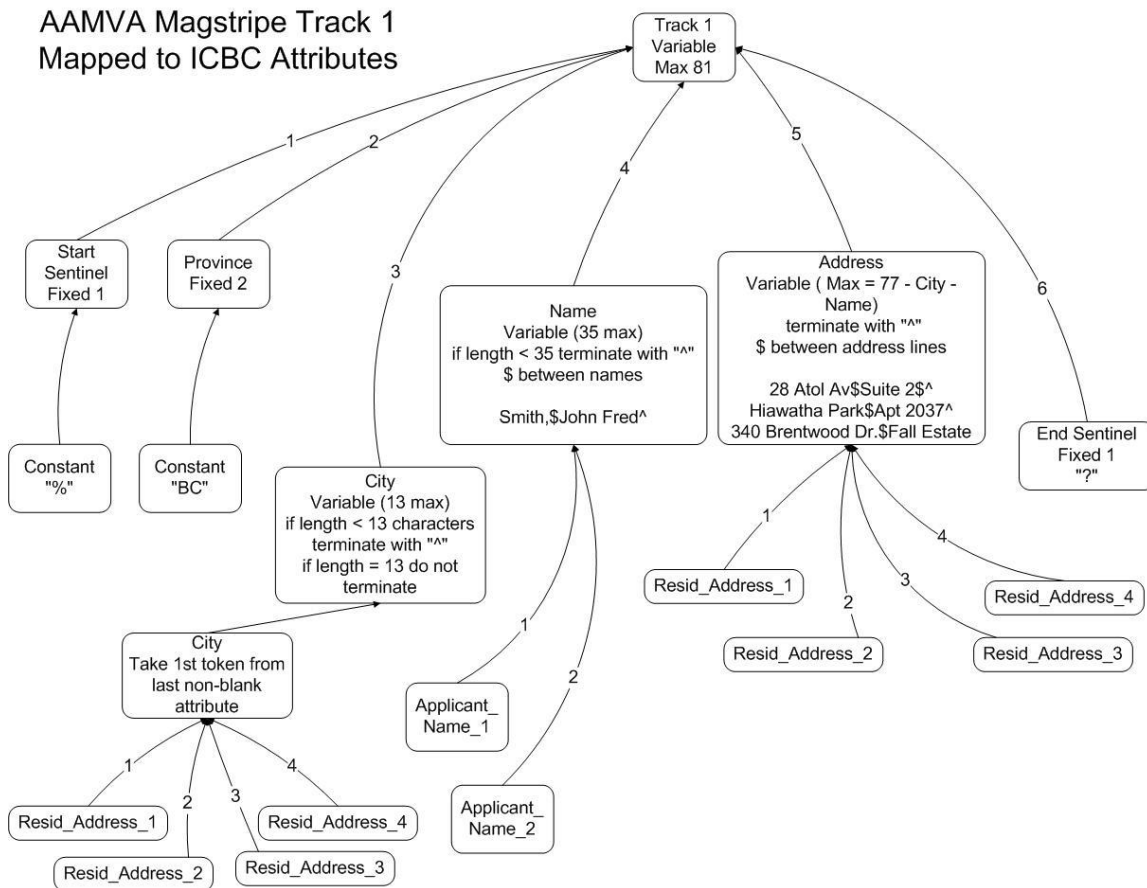 AAMVA Magstripe Track 1
Mapped to ICBC Attributes
Track 1
Variable
Max 81
1
2
3
4
5
6
Start
Sentinel
Fixed 1
Province
Fixed 2
Constant
"%"
Constant
"BC"
City
Variable (13 max)
if length < 13 characters
terminate with "^"
if length = 13 do not
terminate
Name
Variable (35 max)
if length < 35 terminate with "^"
$ between names
Smith,$John Fred^
Address
Variable ( Max = 77 - City -
Name)
terminate with "^"
$ between address lines
28 Atol Av$Suite 2$^
Hiawatha Park$Apt 2037^
340 Brentwood Dr.$Fall Estate
End Sentinel
Fixed 1
"?"
City
Take 1st token from
last non-blank
attribute
1
2
3
4
Resid_Address_1
Resid_Address_2
Resid_Address_3
Resid_Address_4
1
2
Applicant_
Name_1
Applicant_
Name_2
1
2
3
4
Resid_Address_1
Resid_Address_2
Resid_Address_3
Resid_Address_4